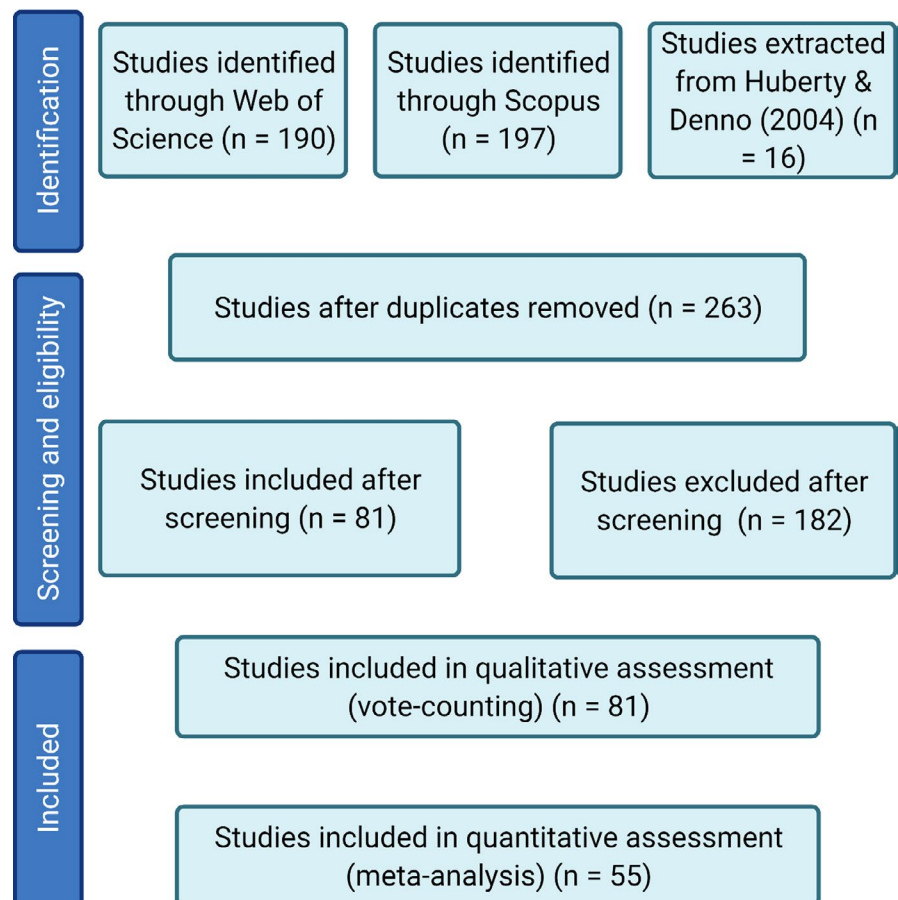 Identification
Studies identified
through Web of
Science (n = 190)
Studies identified
through Scopus
(n = 197)
Studies extracted
from Huberty &
Denno (2004) (n
= 16)
Screening and eligibility
Studies after duplicates removed (n = 263)
Studies included after
screening (n = 81)
Studies excluded after
screening (n = 182)
Included
Studies included in qualitative assessment
(vote-counting) (n = 81)
Studies included in quantitative assessment
(meta-analysis) (n = 55)